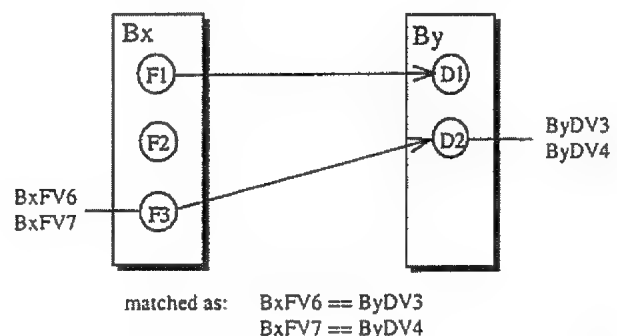 Bx
By
F1
D1
F2
D2
ByDV3
ByDV4
BxFV6
BxFV7
F3
matched as: BxFV6 == ByDV3
BxFV7 == ByDV4